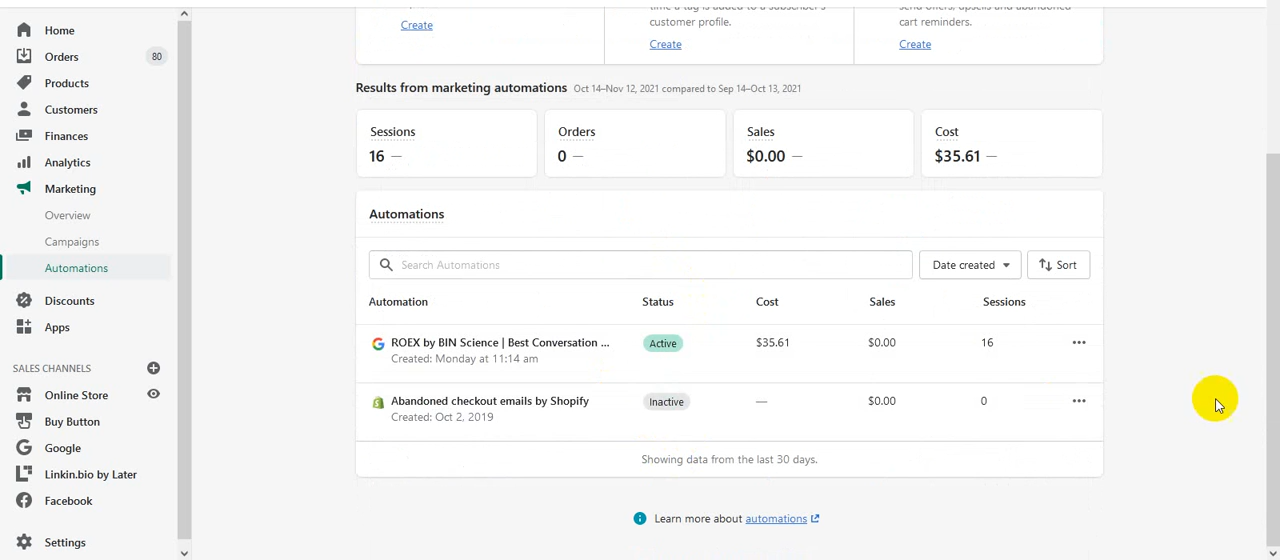 Home
Orders 80
Products
Customers
Finances
Analytics
Marketing
Overview
Campaigns
Automations
Discounts
Apps
SALES CHANNELS
Online Store
Buy Button
Google
Linkin.bio by Later
Facebook
Settings
Create
time a tag is added to a subscriber's
customer profile.
Create
send offers, upsells and abandoned
cart reminders.
Create
Results from marketing automations Oct 14–Nov 12, 2021 compared to Sep 14–Oct 13, 2021
Sessions
16 —
Orders
0 —
Sales
$0.00 —
Cost
$35.61 —
Automations
Search Automations Date created Sort
Automation Status Cost Sales Sessions
ROEX by BIN Science | Best Conversation ... Active $35.61 $0.00 16
Created: Monday at 11:14 am
Abandoned checkout emails by Shopify Inactive — $0.00 0
Created: Oct 2, 2019
Showing data from the last 30 days.
Learn more about automations